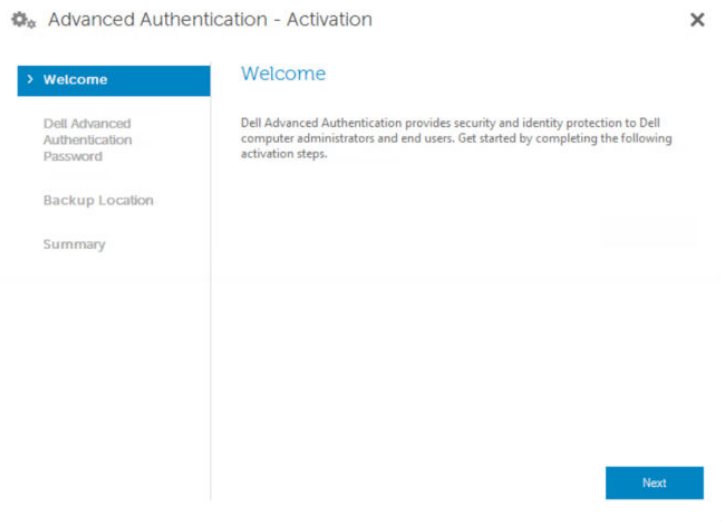 Advanced Authentication - Activation
Welcome
Dell Advanced
Authentication
Password
Backup Location
Summary
Welcome
Dell Advanced Authentication provides security and identity protection to Dell
computer administrators and end users. Get started by completing the following
activation steps.
Next